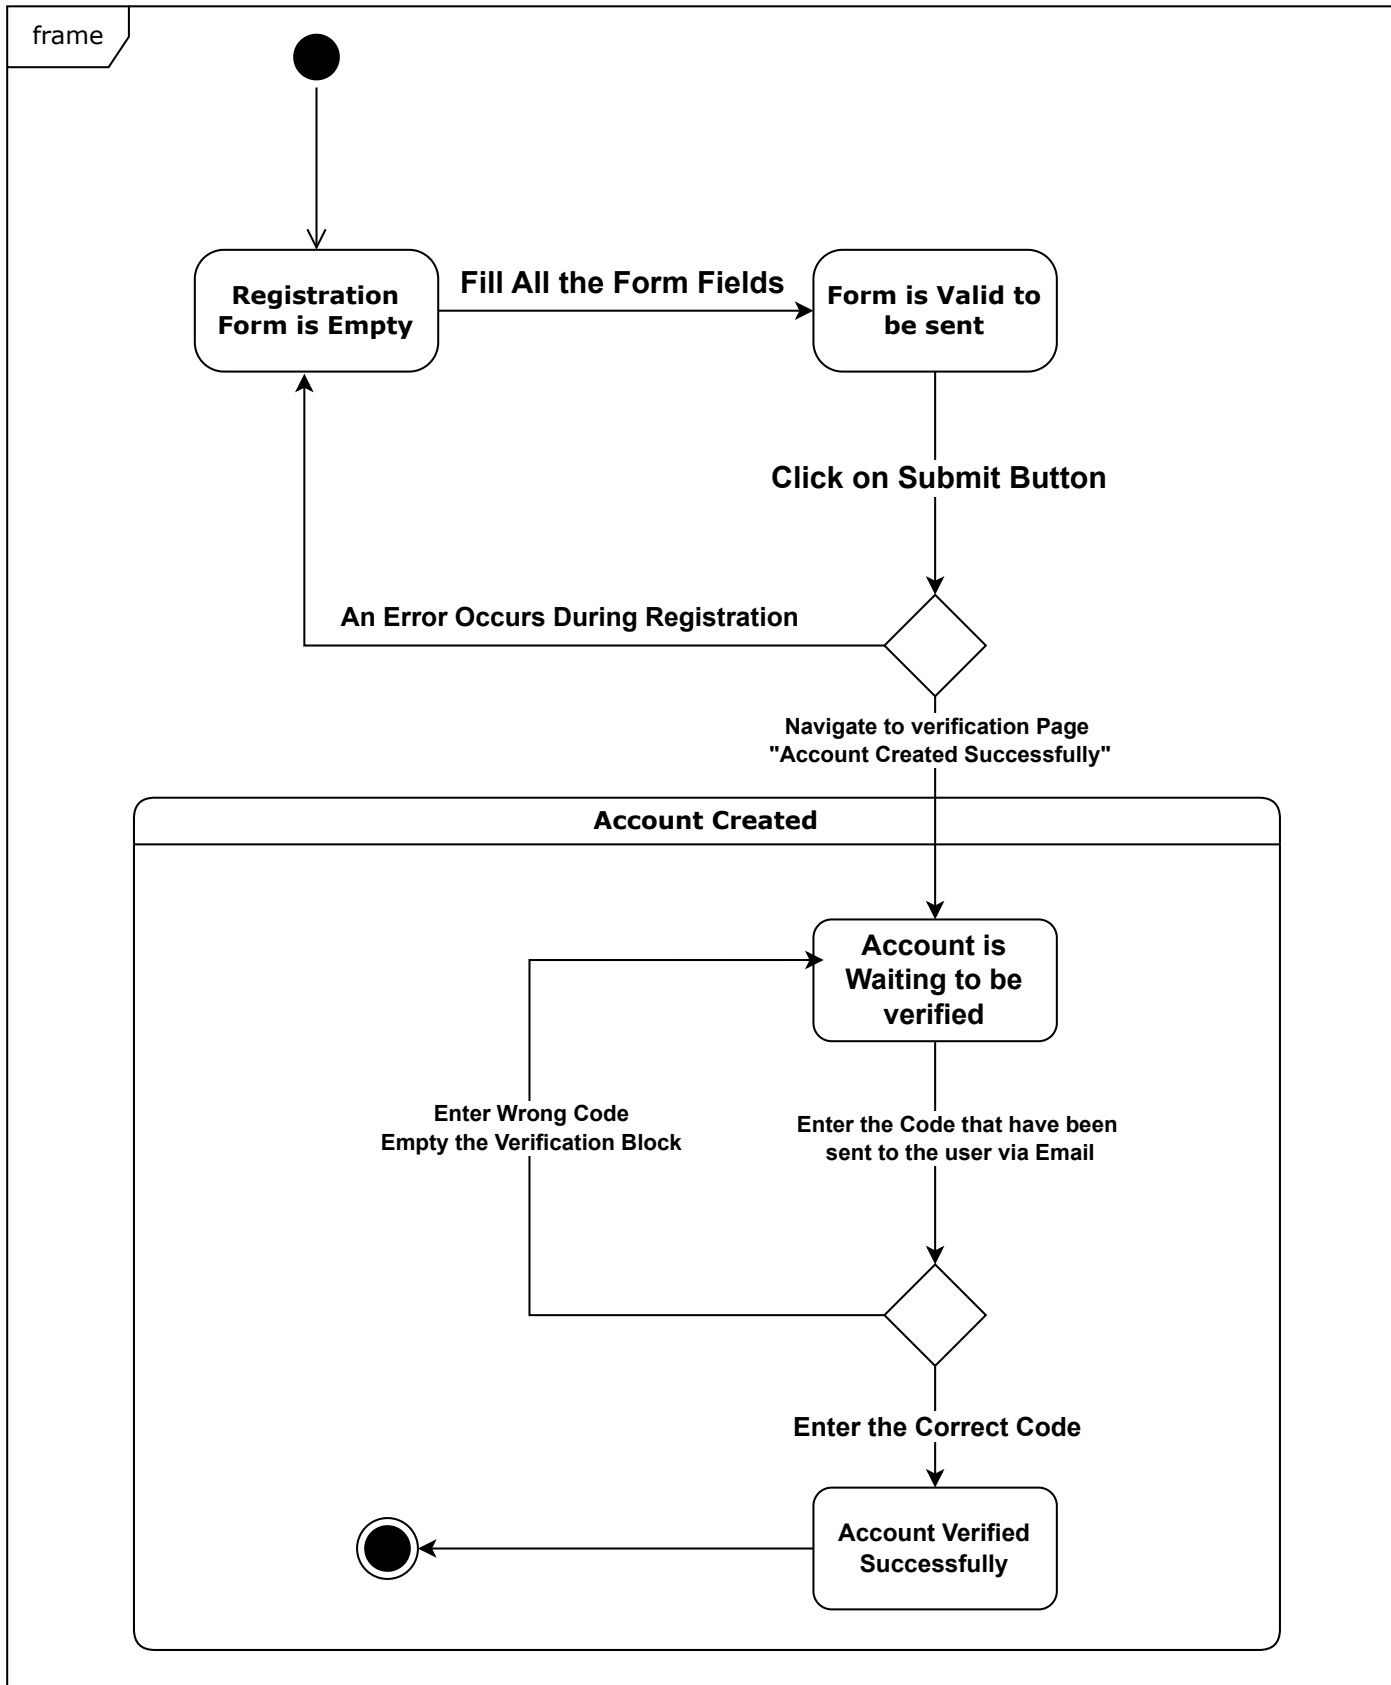 frame
Registration
Form is Empty
Fill All the Form Fields
Form is Valid to
be sent
Click on Submit Button
An Error Occurs During Registration
Navigate to verification Page
"Account Created Successfully"
Account Created
Account is
Waiting to be
verified
Enter Wrong Code
Empty the Verification Block
Enter the Code that have been
sent to the user via Email
Enter the Correct Code
Account Verified
Successfully